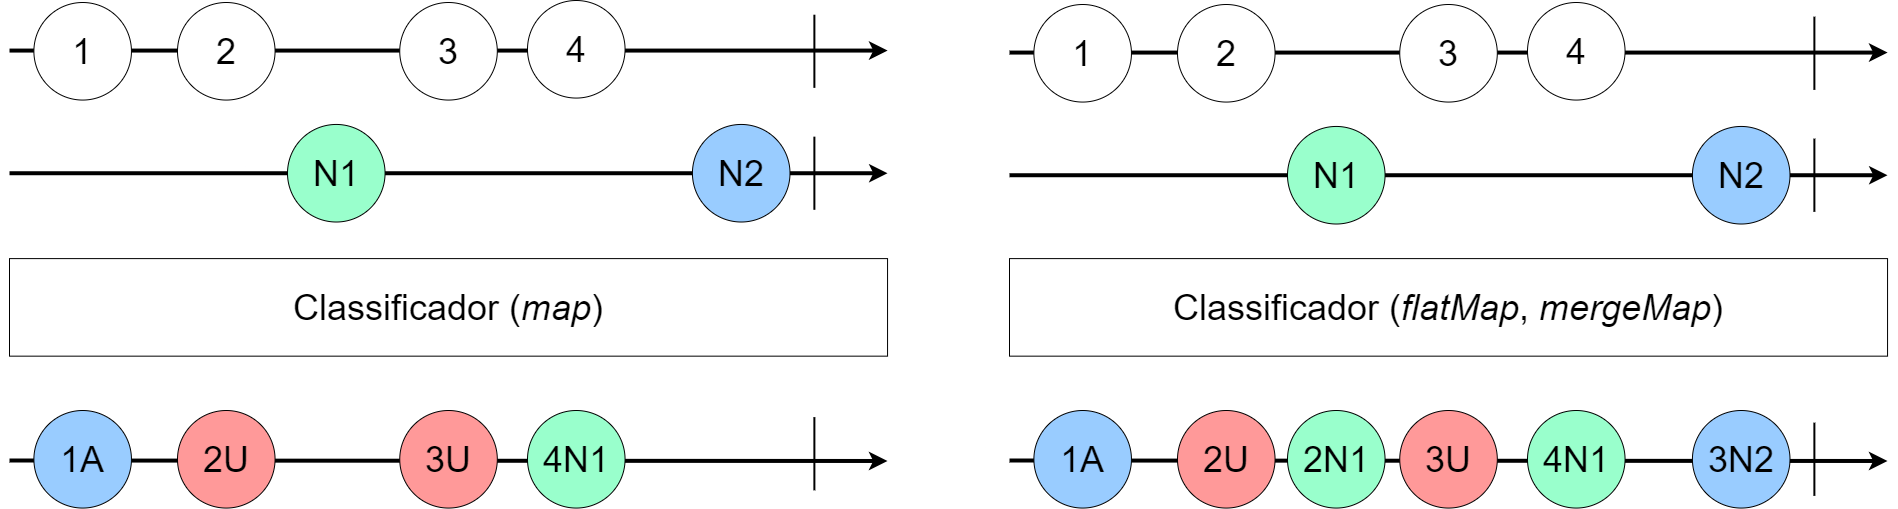 1 2 3 4
N1 N2
Classificador (map)
1A 2U 3U 4N1
1 2 3 4
N1 N2
Classificador (flatMap, mergeMap)
1A 2U 2N1 3U 4N1 3N2